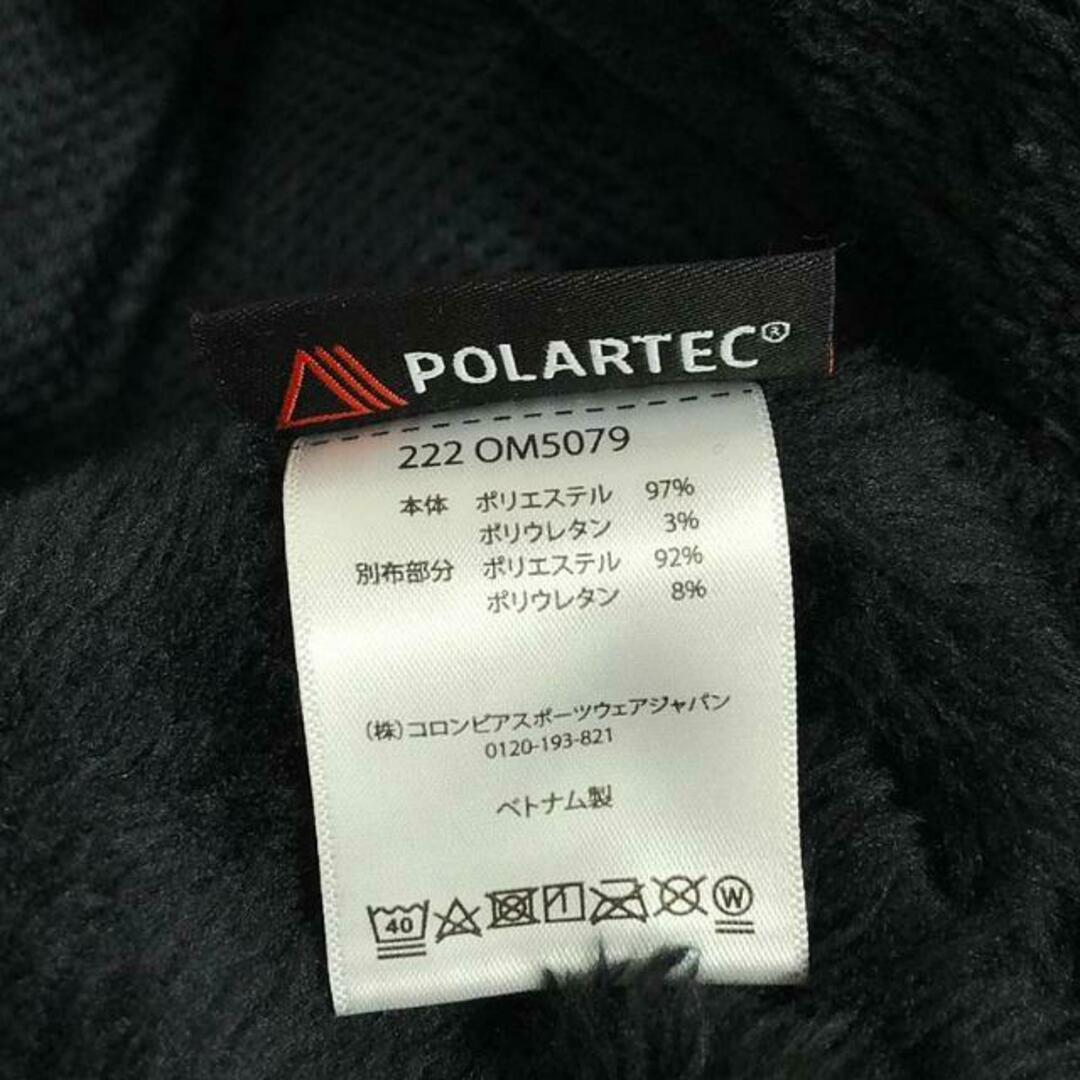 POLARTEC®
222 OM5079
本体 ポリエステル 97%
ポリウレタン 3%
別布部分 ポリエステル 92%
ポリウレタン 8%
(株)コロンビアスポーツウェアジャパン
0120-193-821
ベトナム製
40 W